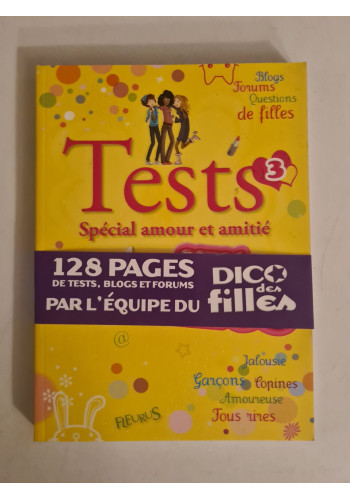 Blogs
Forums
Questions
de filles
Tests 3
Spécial amour et amitié
128 PAGES
DE TESTS, BLOGS ET FORUMS
PAR L'ÉQUIPE DU
DICO
des
filles
@
Jalousie
Garçons Copines
Amoureuse
Fous rires
FLEURUS